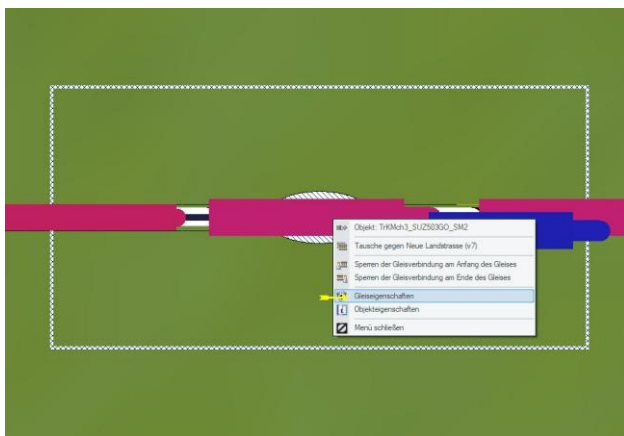 Objekt: TrKMch3_SUZS03GO_SM2
Tausche gegen Neue Landstrasse (v7)
Sperren der Gleisverbindung am Anfang des Gleises
Sperren der Gleisverbindung am Ende des Gleises
Gleiseigenschaften
Objekteigenschaften
Menü schließen